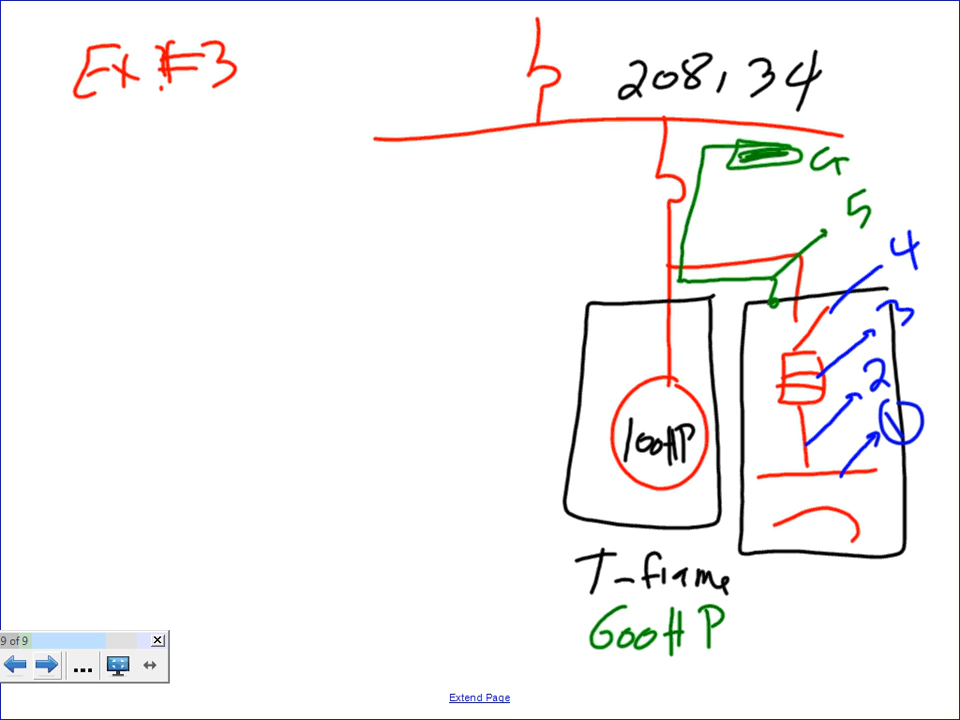 Ex #3
208, 3φ
G
5
4
3
2
1
100HP
T-frame
600HP
9 of 9
...
Extend Page